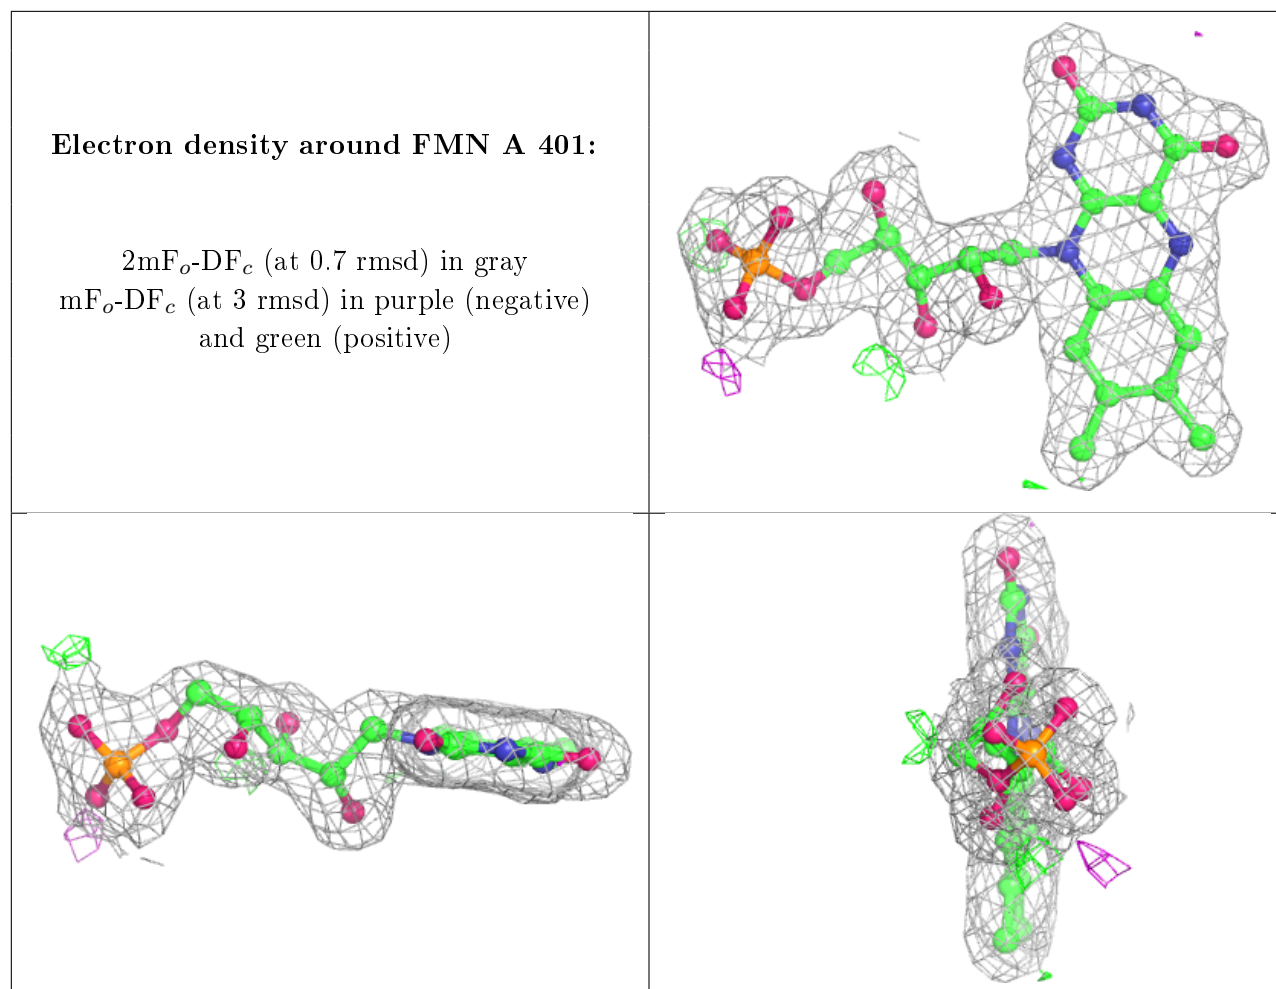 Electron density around FMN A 401:
2mFₒ-DF𝒸 (at 0.7 rmsd) in gray
mFₒ-DF𝒸 (at 3 rmsd) in purple (negative)
and green (positive)